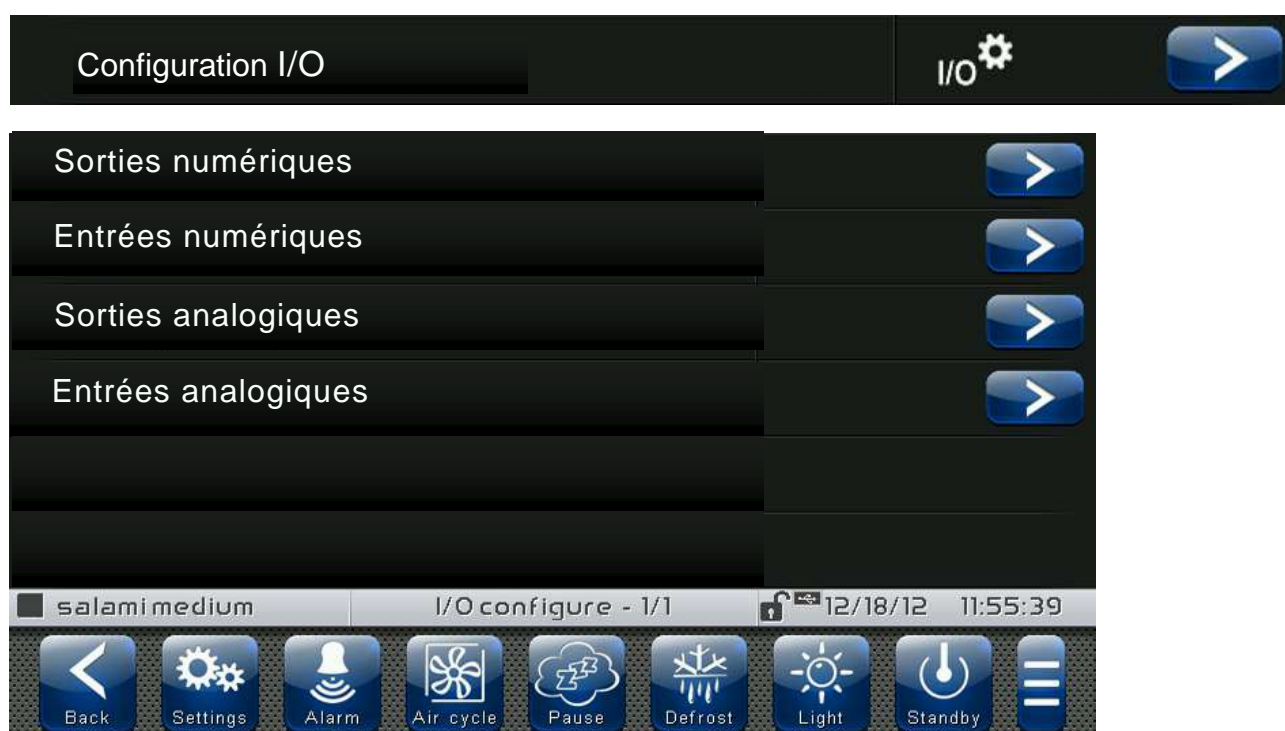 Configuration I/O
I/O
Sorties numériques
Entrées numériques
Sorties analogiques
Entrées analogiques
salami medium I/O configure - 1/1 12/18/12 11:55:39
Back Settings Alarm Air cycle Pause Defrost Light Standby